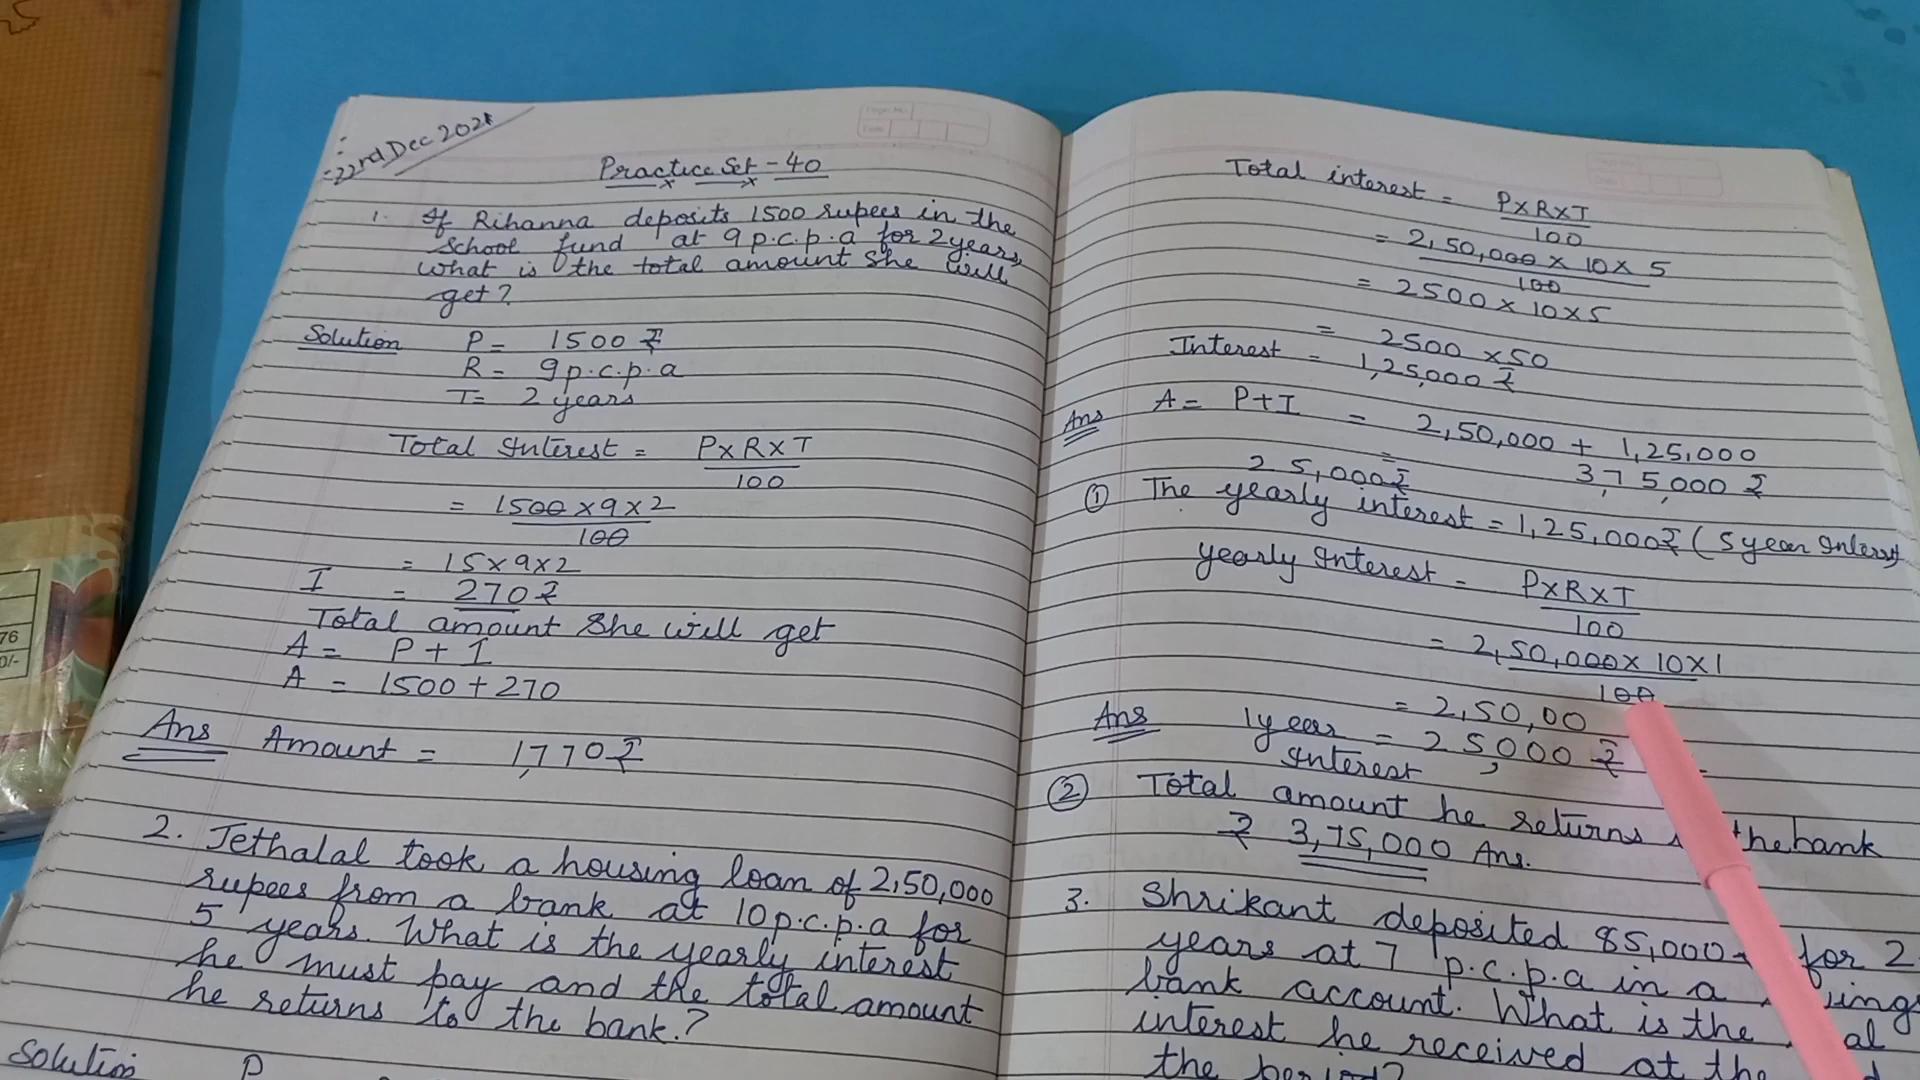 22nd Dec 2021
Practice Set - 40
1. If Rihanna deposits 1500 rupees in the
school fund at 9 p.c.p.a for 2 years,
what is the total amount she will
get?
Solution P = 1500 ₹
R = 9 p.c.p.a
T = 2 years
Total Interest = P x R x T
100
= 1500 x 9 x 2
100
= 15 x 9 x 2
I = 270 ₹
Total amount She will get
A = P + I
A = 1500 + 270
Ans Amount = 1,770 ₹
2. Jethalal took a housing loan of 2,50,000
rupees from a bank at 10 p.c.p.a for
5 years. What is the yearly interest
he must pay and the total amount
he returns to the bank.?
Solution P
Total interest = P x R x T
100
= 2,50,000 x 10 x 5
100
= 2500 x 10 x 5
= 2500 x 50
Interest = 1,25,000 ₹
Ans A = P + I = 2,50,000 + 1,25,000
= 3,75,000 ₹
25,000 ₹
① The yearly interest = 1,25,000 ₹ (5 year Interest
yearly Interest = P x R x T
100
= 2,50,000 x 10 x 1
100
= 2,50,00
Ans 1 year = 25,000 ₹
Interest
② Total amount he returns the bank
₹ 3,75,000 Ans.
3. Shrikant deposited 85,000 for 2
years at 7 p.c.p.a in a
bank account. What is the
interest he received at the
the period?
76
0/-